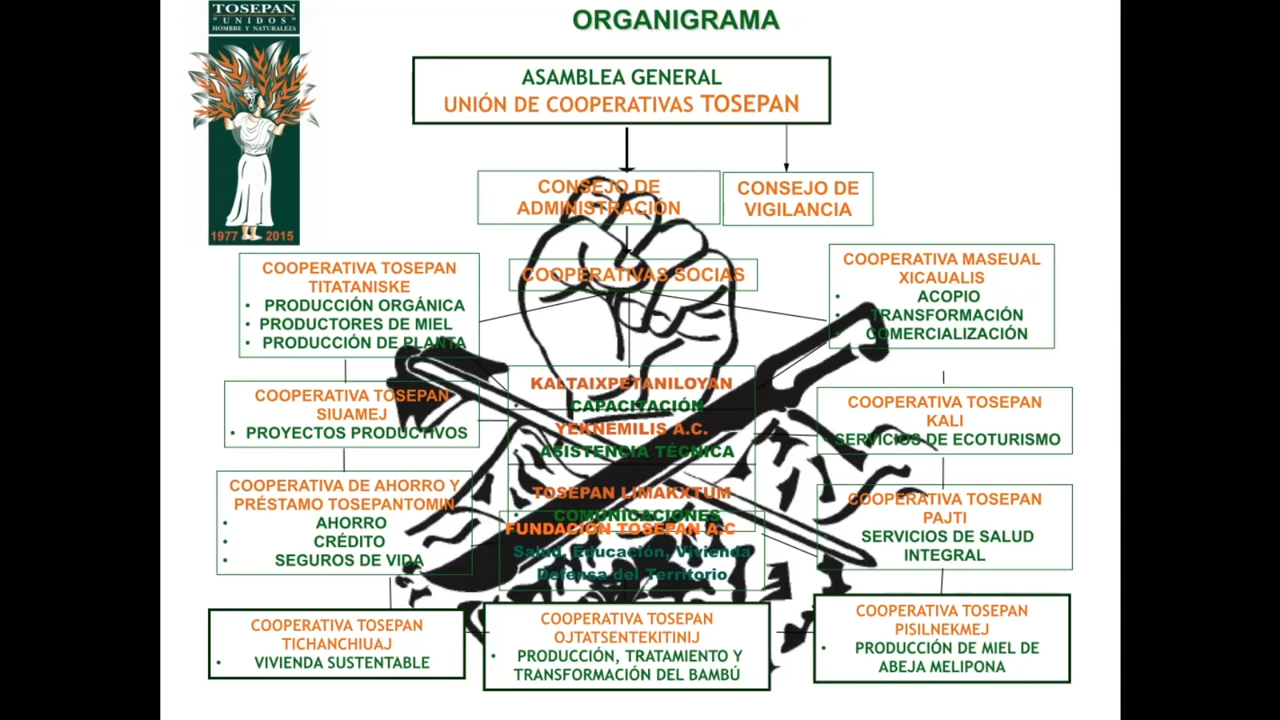 TOSEPAN
"UNIDOS"
HOMBRE Y NATURALEZA
1977 2015
ORGANIGRAMA
ASAMBLEA GENERAL
UNIÓN DE COOPERATIVAS TOSEPAN
CONSEJO DE
ADMINISTRACIÓN
CONSEJO DE
VIGILANCIA
COOPERATIVAS SOCIAS
COOPERATIVA TOSEPAN
TITATANISKE
• PRODUCCIÓN ORGÁNICA
• PRODUCTORES DE MIEL
• PRODUCCIÓN DE PLANTA
COOPERATIVA MASEUAL
XICAUALIS
• ACOPIO
• TRANSFORMACIÓN
• COMERCIALIZACIÓN
COOPERATIVA TOSEPAN
SIUAMEJ
• PROYECTOS PRODUCTIVOS
KALTAIXPETANILOYAN
• CAPACITACIÓN
YEKNEMILIS A.C.
• ASISTENCIA TÉCNICA
TOSEPAN LIMAKXTUM
• COMUNICACIONES
FUNDACIÓN TOSEPAN A.C
Salud, Educación, Vivienda
Defensa del Territorio
COOPERATIVA TOSEPAN
KALI
• SERVICIOS DE ECOTURISMO
COOPERATIVA DE AHORRO Y
PRÉSTAMO TOSEPANTOMIN
• AHORRO
• CRÉDITO
• SEGUROS DE VIDA
COOPERATIVA TOSEPAN
PAJTI
• SERVICIOS DE SALUD
INTEGRAL
COOPERATIVA TOSEPAN
TICHANCHIUAJ
• VIVIENDA SUSTENTABLE
COOPERATIVA TOSEPAN
OJTATSENTEKITINIJ
• PRODUCCIÓN, TRATAMIENTO Y
TRANSFORMACIÓN DEL BAMBÚ
COOPERATIVA TOSEPAN
PISILNEKMEJ
• PRODUCCIÓN DE MIEL DE
ABEJA MELIPONA